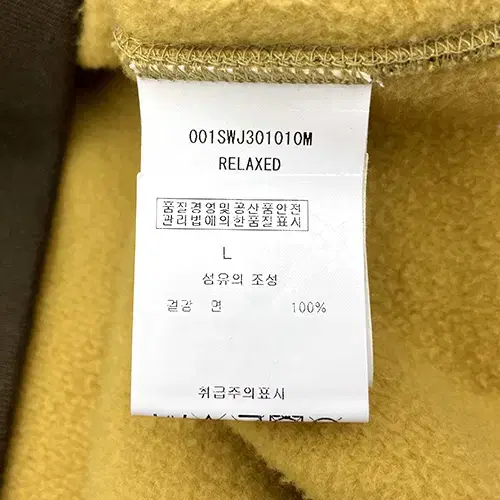 001SWJ301010M
RELAXED
품질경영및공산품안전
관리법에의한품질표시
L
섬유의 조성
겉감 면 100%
취급주의표시